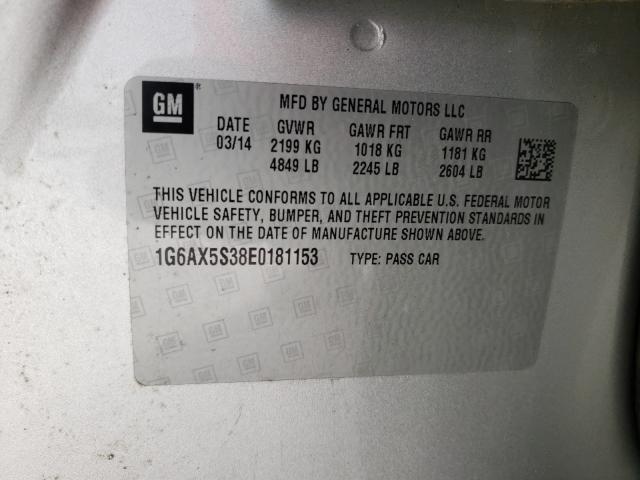 GM
MFD BY GENERAL MOTORS LLC
DATE GVWR GAWR FRT GAWR RR
03/14 2199 KG 1018 KG 1181 KG
4849 LB 2245 LB 2604 LB
THIS VEHICLE CONFORMS TO ALL APPLICABLE U.S. FEDERAL MOTOR
VEHICLE SAFETY, BUMPER, AND THEFT PREVENTION STANDARDS IN
EFFECT ON THE DATE OF MANUFACTURE SHOWN ABOVE.
1G6AX5S38E0181153 TYPE: PASS CAR